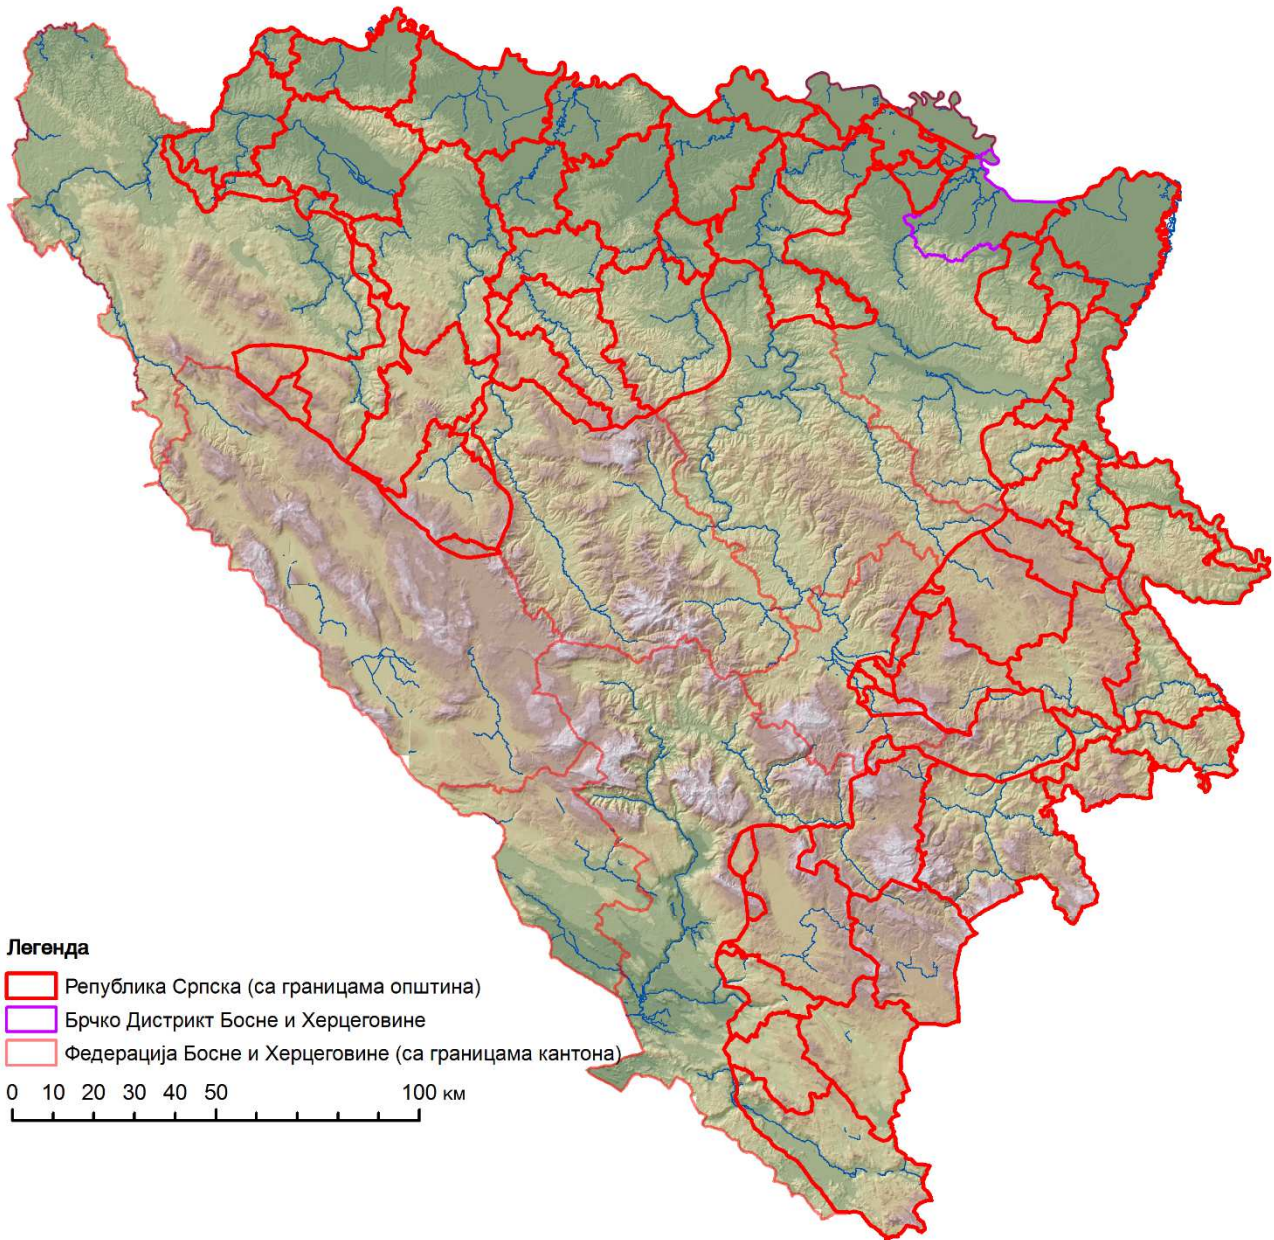 Легенда
Република Српска (са границама општина)
Брчко Дистрикт Босне и Херцеговине
Федерација Босне и Херцеговине (са границама кантона)
0 10 20 30 40 50 100 км